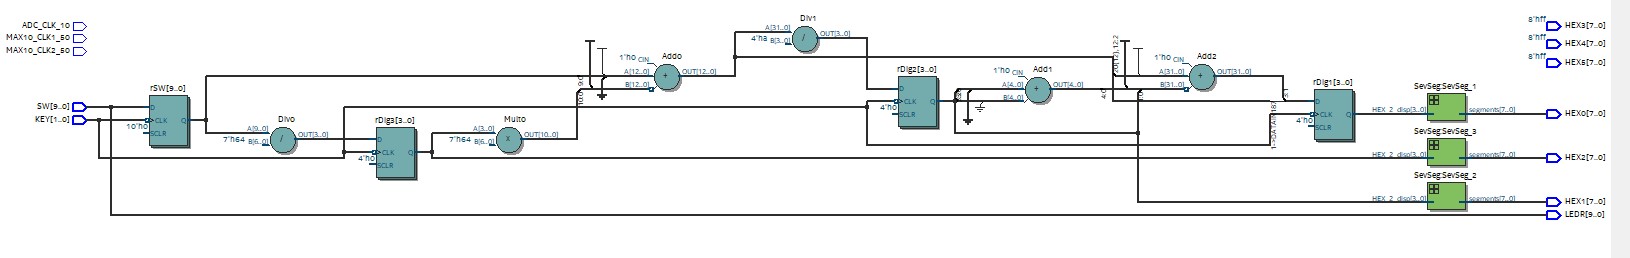 ADC_CLK_10
MAX10_CLK1_50
MAX10_CLK2_50
SW[9..0]
KEY[1..0]
rSW[9..0]
D
CLK
Q
10'h0
SCLR
Div0
A[9..0]
OUT[3..0]
7'h64
B[6..0]
/
rDig3[3..0]
D
CLK
Q
4'h0
SCLR
Mult0
A[3..0]
OUT[10..0]
7'h64
B[6..0]
x
Add0
1'h0
CIN
A[12..0]
OUT[12..0]
B[12..0]
+
Div1
A[31..0]
OUT[3..0]
4'ha
B[3..0]
/
rDig2[3..0]
D
CLK
Q
4'h0
SCLR
Add1
1'h0
CIN
A[4..0]
OUT[4..0]
B[4..0]
+
Add2
1'h0
CIN
A[31..0]
OUT[31..0]
B[31..0]
+
rDig1[3..0]
D
CLK
Q
4'h0
SCLR
SevSeg:SevSeg_1
HEX_2_disp[3..0]
segments[7..0]
SevSeg:SevSeg_3
HEX_2_disp[3..0]
segments[7..0]
SevSeg:SevSeg_2
HEX_2_disp[3..0]
segments[7..0]
8'hff
HEX3[7..0]
8'hff
HEX4[7..0]
8'hff
HEX5[7..0]
HEX0[7..0]
HEX2[7..0]
HEX1[7..0]
LEDR[9..0]